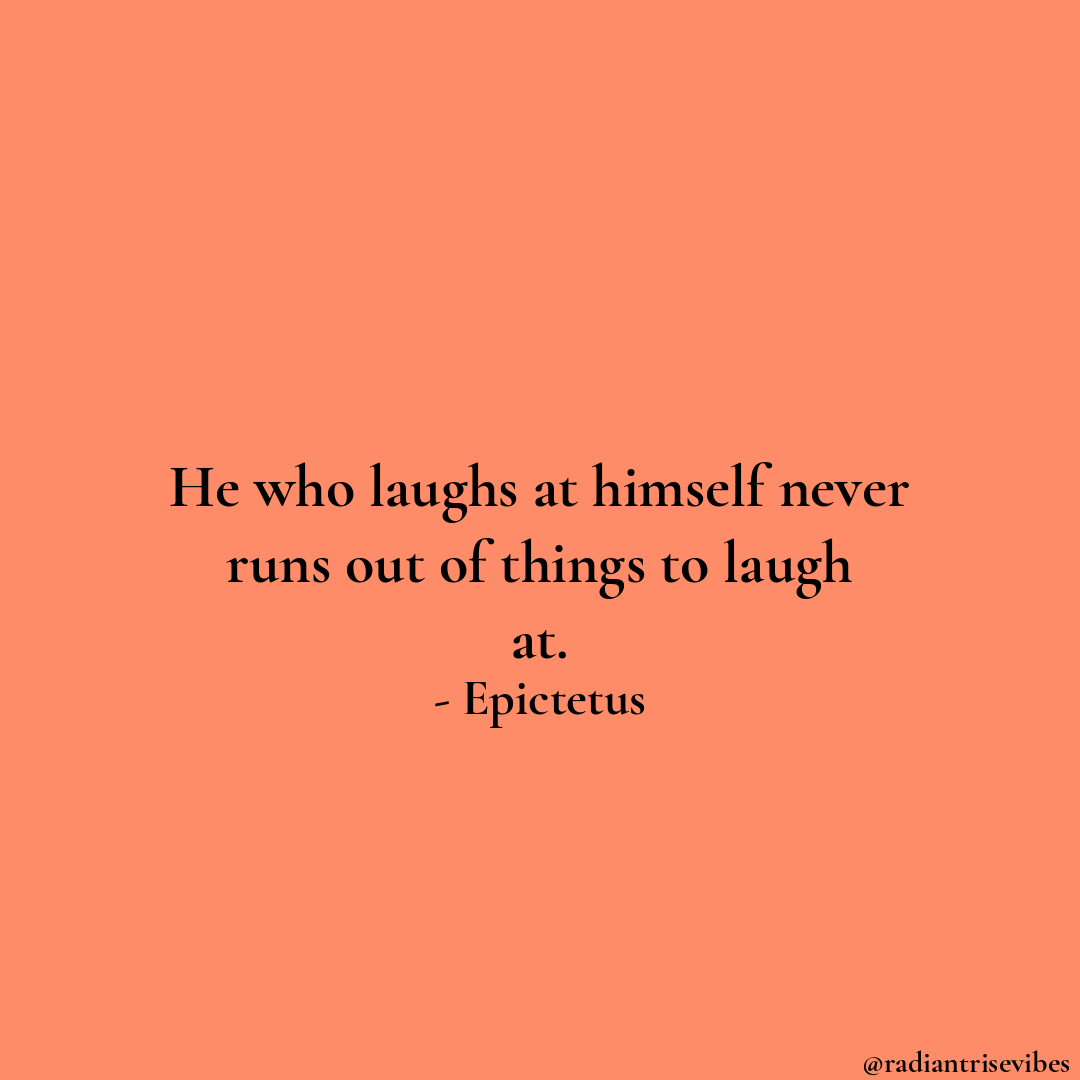 He who laughs at himself never
runs out of things to laugh
at.
- Epictetus
@radiantrisevibes